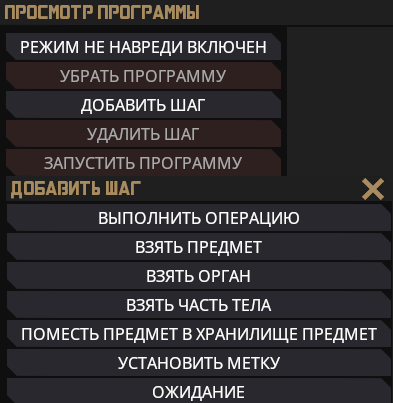 ПРОСМОТР ПРОГРАММЫ
РЕЖИМ НЕ НАВРЕДИ ВКЛЮЧЕН
УБРАТЬ ПРОГРАММУ
ДОБАВИТЬ ШАГ
УДАЛИТЬ ШАГ
ЗАПУСТИТЬ ПРОГРАММУ
ДОБАВИТЬ ШАГ
ВЫПОЛНИТЬ ОПЕРАЦИЮ
ВЗЯТЬ ПРЕДМЕТ
ВЗЯТЬ ОРГАН
ВЗЯТЬ ЧАСТЬ ТЕЛА
ПОМЕСТЬ ПРЕДМЕТ В ХРАНИЛИЩЕ ПРЕДМЕТ
УСТАНОВИТЬ МЕТКУ
ОЖИДАНИЕ